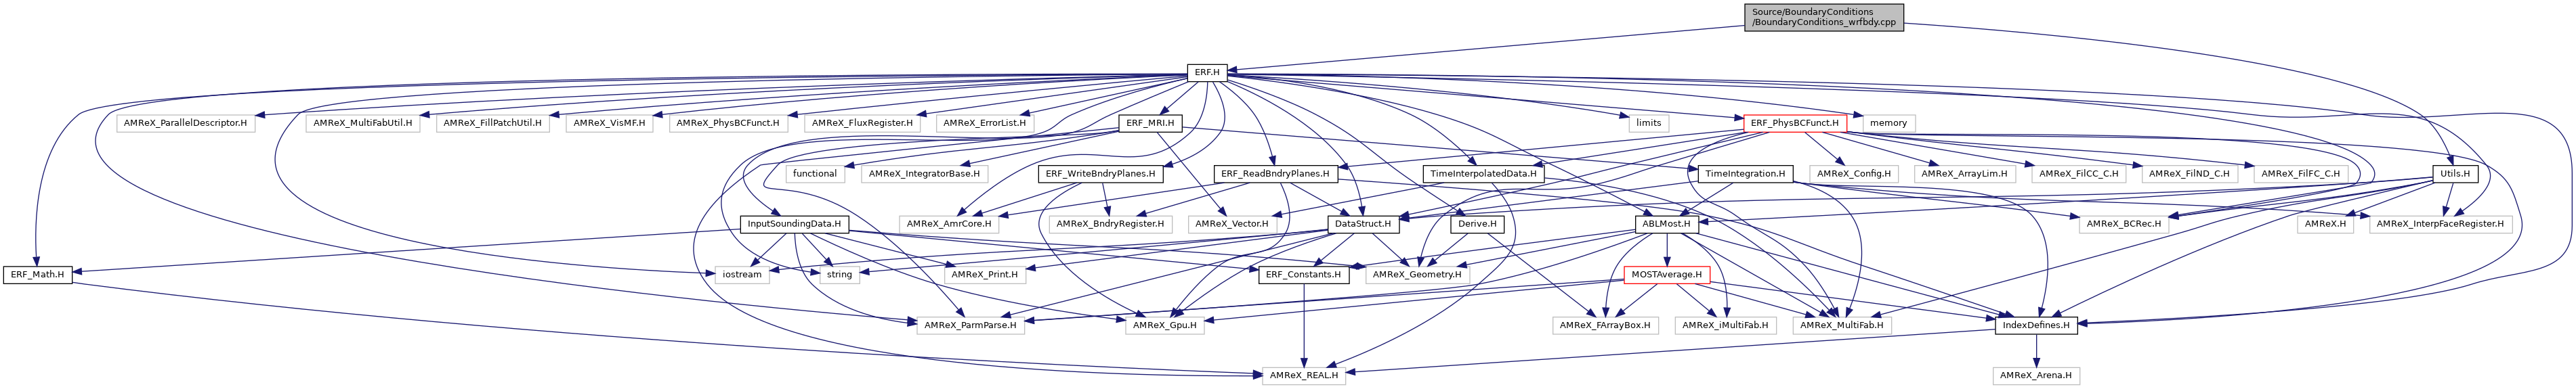 Source/BoundaryConditions
/BoundaryConditions_wrfbdy.cpp
ERF.H
AMReX_ParallelDescriptor.H
AMReX_MultiFabUtil.H
AMReX_FillPatchUtil.H
AMReX_VisMF.H
AMReX_PhysBCFunct.H
AMReX_FluxRegister.H
AMReX_ErrorList.H
ERF_MRI.H
limits
ERF_PhysBCFunct.H
memory
functional
AMReX_IntegratorBase.H
ERF_WriteBndryPlanes.H
ERF_ReadBndryPlanes.H
TimeInterpolatedData.H
TimeIntegration.H
AMReX_Config.H
AMReX_ArrayLim.H
AMReX_FilCC_C.H
AMReX_FilND_C.H
AMReX_FilFC_C.H
Utils.H
InputSoundingData.H
AMReX_AmrCore.H
AMReX_BndryRegister.H
AMReX_Vector.H
DataStruct.H
Derive.H
ABLMost.H
AMReX_BCRec.H
AMReX.H
AMReX_InterpFaceRegister.H
ERF_Math.H
iostream
string
AMReX_Print.H
ERF_Constants.H
AMReX_Geometry.H
MOSTAverage.H
AMReX_ParmParse.H
AMReX_Gpu.H
AMReX_FArrayBox.H
AMReX_iMultiFab.H
AMReX_MultiFab.H
IndexDefines.H
AMReX_REAL.H
AMReX_Arena.H